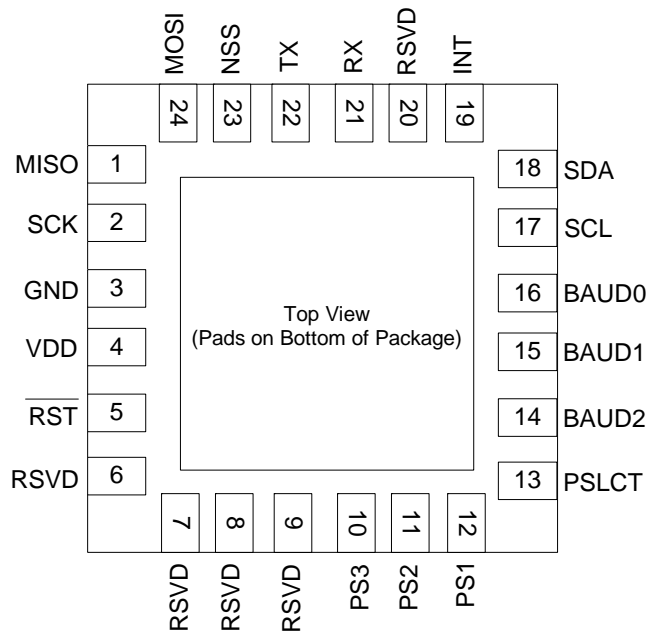 MOSI
NSS
TX
RX
RSVD
INT
24
23
22
21
20
19
MISO 1
SCK 2
GND 3
VDD 4
RST 5
RSVD 6
18 SDA
17 SCL
16 BAUD0
15 BAUD1
14 BAUD2
13 PSLCT
Top View
(Pads on Bottom of Package)
7
8
9
10
11
12
RSVD
RSVD
RSVD
PS3
PS2
PS1